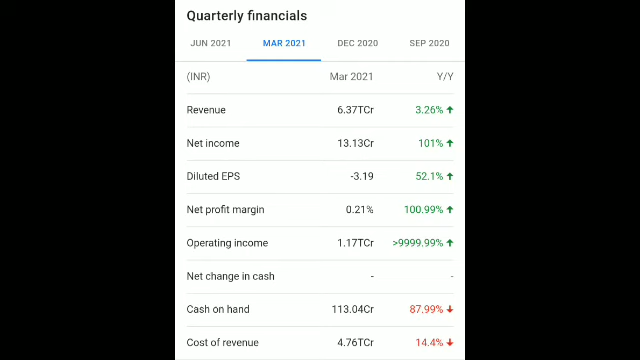 Quarterly financials
JUN 2021 MAR 2021 DEC 2020 SEP 2020
(INR) Mar 2021 Y/Y
Revenue 6.37TCr 3.26%
Net income 13.13Cr 101%
Diluted EPS -3.19 52.1%
Net profit margin 0.21% 100.99%
Operating income 1.17TCr >9999.99%
Net change in cash - -
Cash on hand 113.04Cr 87.99%
Cost of revenue 4.76TCr 14.4%